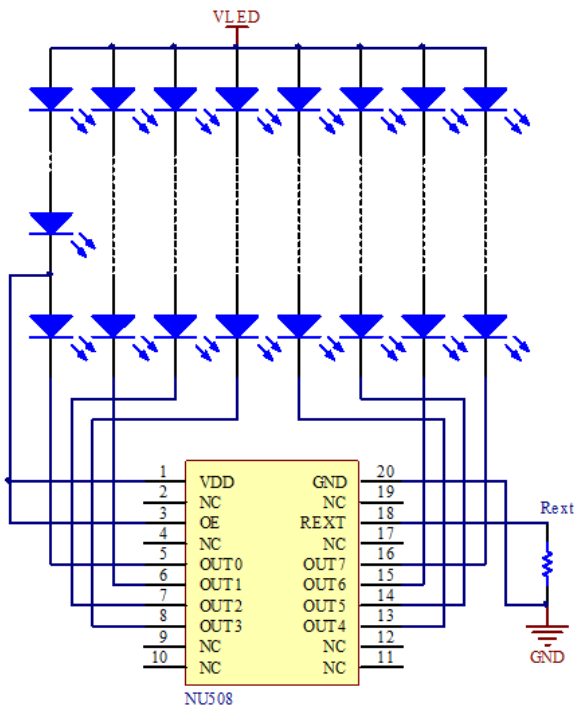 VLED
1 VDD GND 20
2 NC NC 19
3 OE REXT 18
4 NC NC 17
5 OUT0 OUT7 16
6 OUT1 OUT6 15
7 OUT2 OUT5 14
8 OUT3 OUT4 13
9 NC NC 12
10 NC NC 11
Rext
GND
NU508